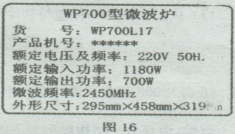 WP700型微波炉
货 号: WP700L17
产品机号: ******
额定电压及频率: 220V 50H.
额定输入功率: 1180W
额定输出功率: 700W
微波频率:2450MHz
外形尺寸:295mm×458mm×319
图 16